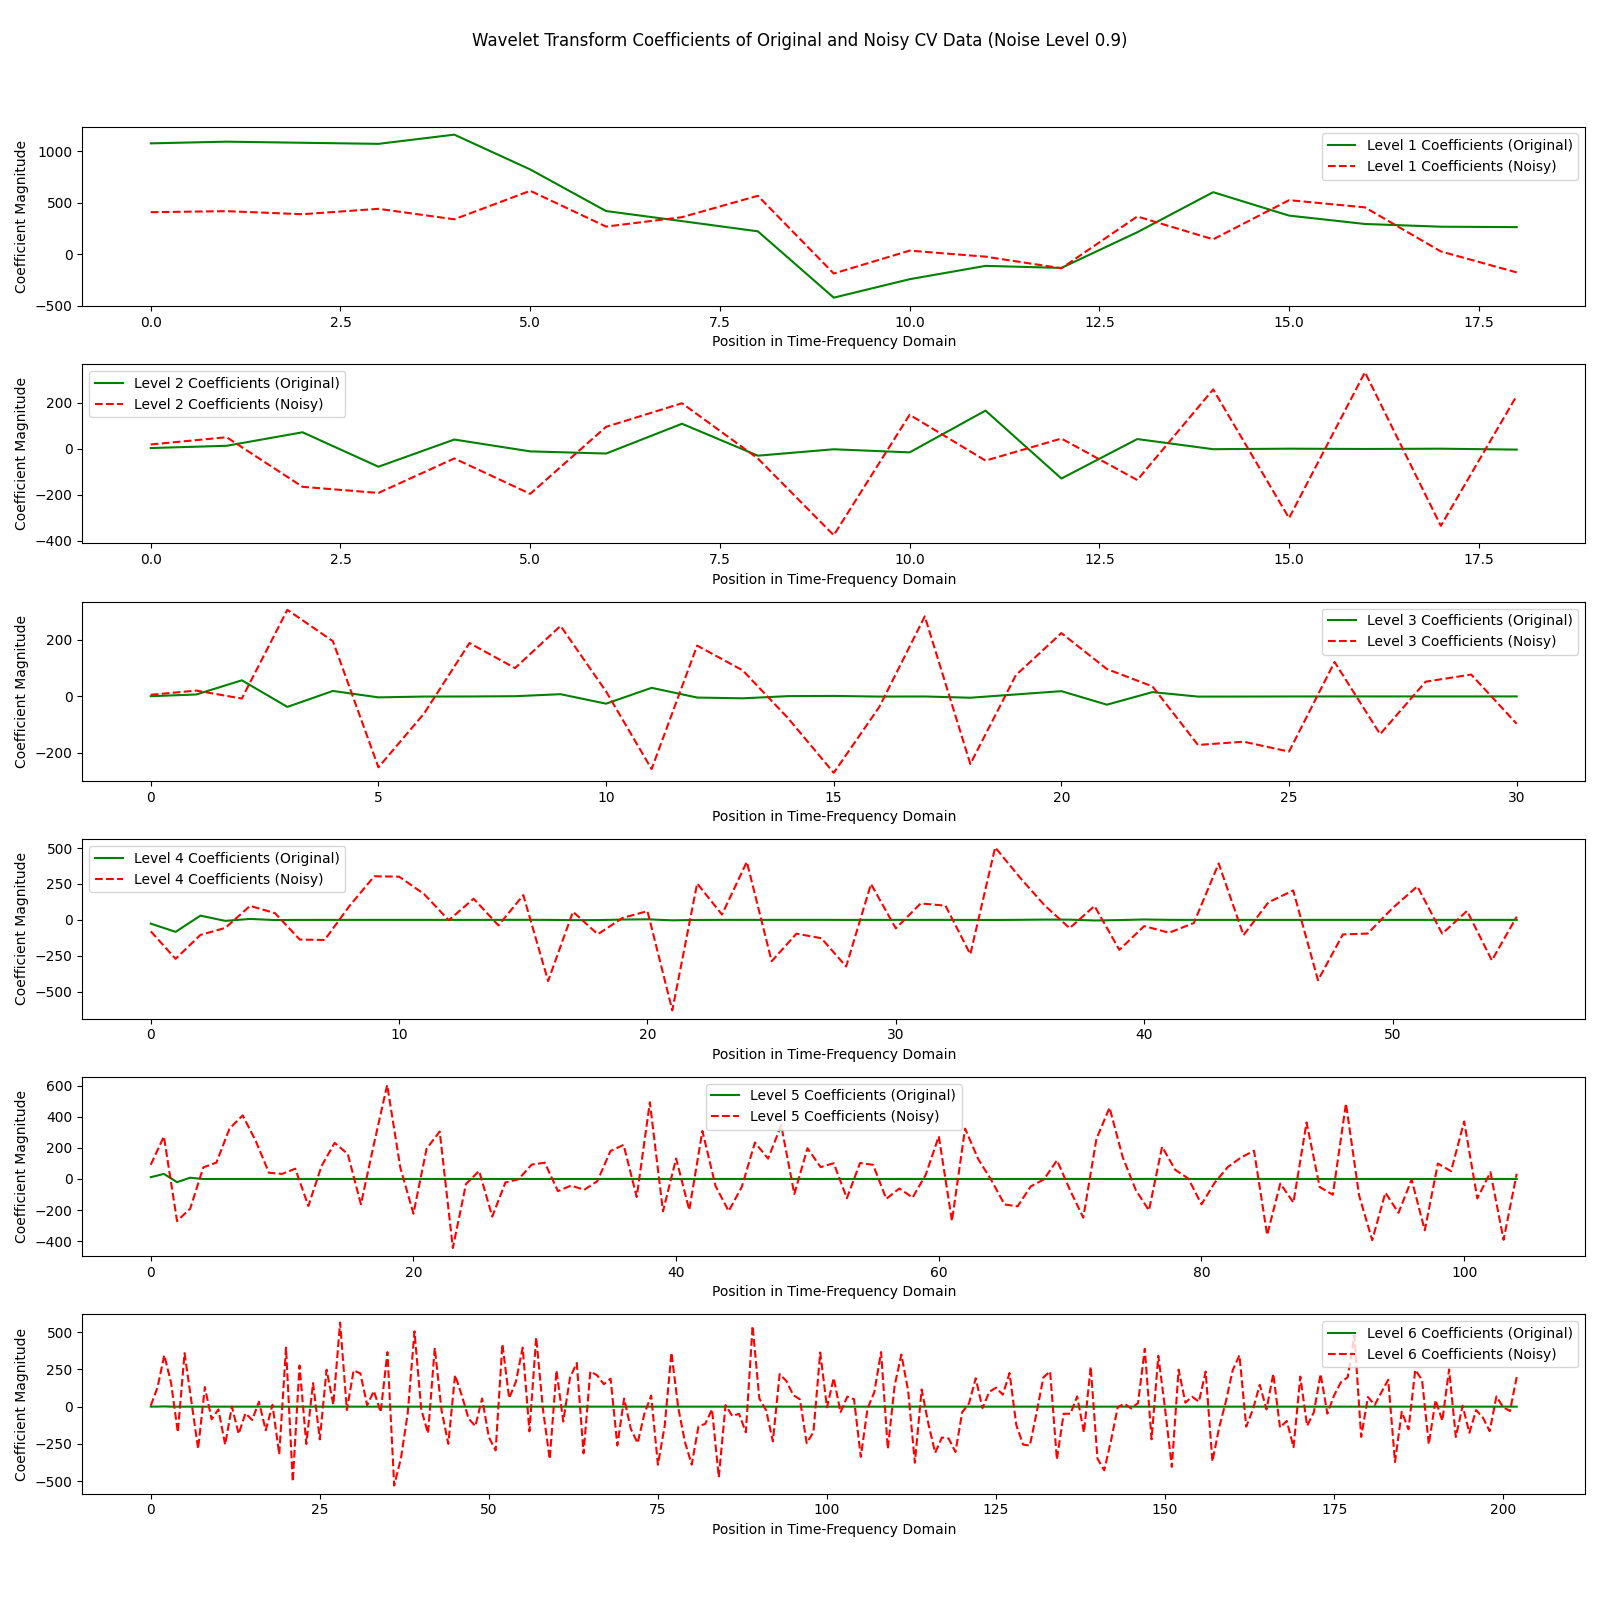 Wavelet Transform Coefficients of Original and Noisy CV Data (Noise Level 0.9)
Coefficient Magnitude
1000
500
0
−500
Level 1 Coefficients (Original)
Level 1 Coefficients (Noisy)
0.0 2.5 5.0 7.5 10.0 12.5 15.0 17.5
Position in Time-Frequency Domain
Coefficient Magnitude
200
0
−200
−400
Level 2 Coefficients (Original)
Level 2 Coefficients (Noisy)
0.0 2.5 5.0 7.5 10.0 12.5 15.0 17.5
Position in Time-Frequency Domain
Coefficient Magnitude
200
0
−200
Level 3 Coefficients (Original)
Level 3 Coefficients (Noisy)
0 5 10 15 20 25 30
Position in Time-Frequency Domain
Coefficient Magnitude
500
250
0
−250
−500
Level 4 Coefficients (Original)
Level 4 Coefficients (Noisy)
0 10 20 30 40 50
Position in Time-Frequency Domain
Coefficient Magnitude
600
400
200
0
−200
−400
Level 5 Coefficients (Original)
Level 5 Coefficients (Noisy)
0 20 40 60 80 100
Position in Time-Frequency Domain
Coefficient Magnitude
500
250
0
−250
−500
Level 6 Coefficients (Original)
Level 6 Coefficients (Noisy)
0 25 50 75 100 125 150 175 200
Position in Time-Frequency Domain